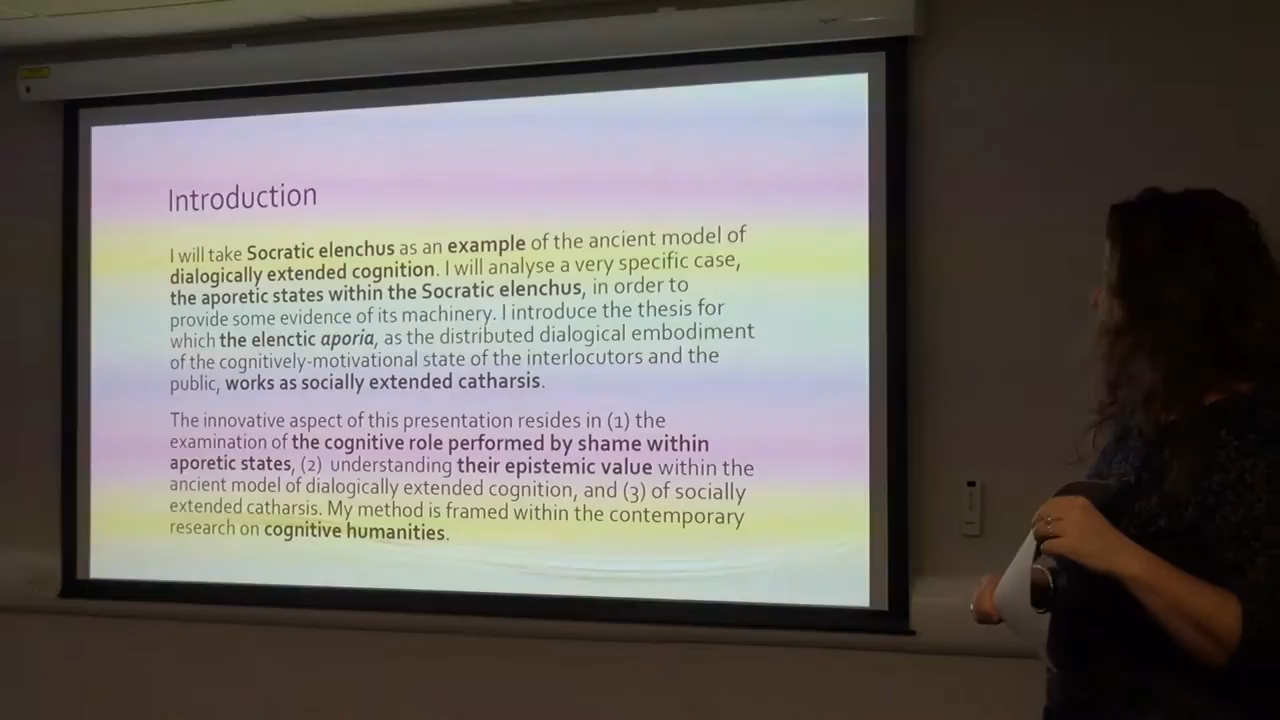 Introduction
I will take Socratic elenchus as an example of the ancient model of
dialogically extended cognition. I will analyse a very specific case,
the aporetic states within the Socratic elenchus, in order to
provide some evidence of its machinery. I introduce the thesis for
which the elenctic aporia, as the distributed dialogical embodiment
of the cognitively-motivational state of the interlocutors and the
public, works as socially extended catharsis.
The innovative aspect of this presentation resides in (1) the
examination of the cognitive role performed by shame within
aporetic states, (2) understanding their epistemic value within the
ancient model of dialogically extended cognition, and (3) of socially
extended catharsis. My method is framed within the contemporary
research on cognitive humanities.